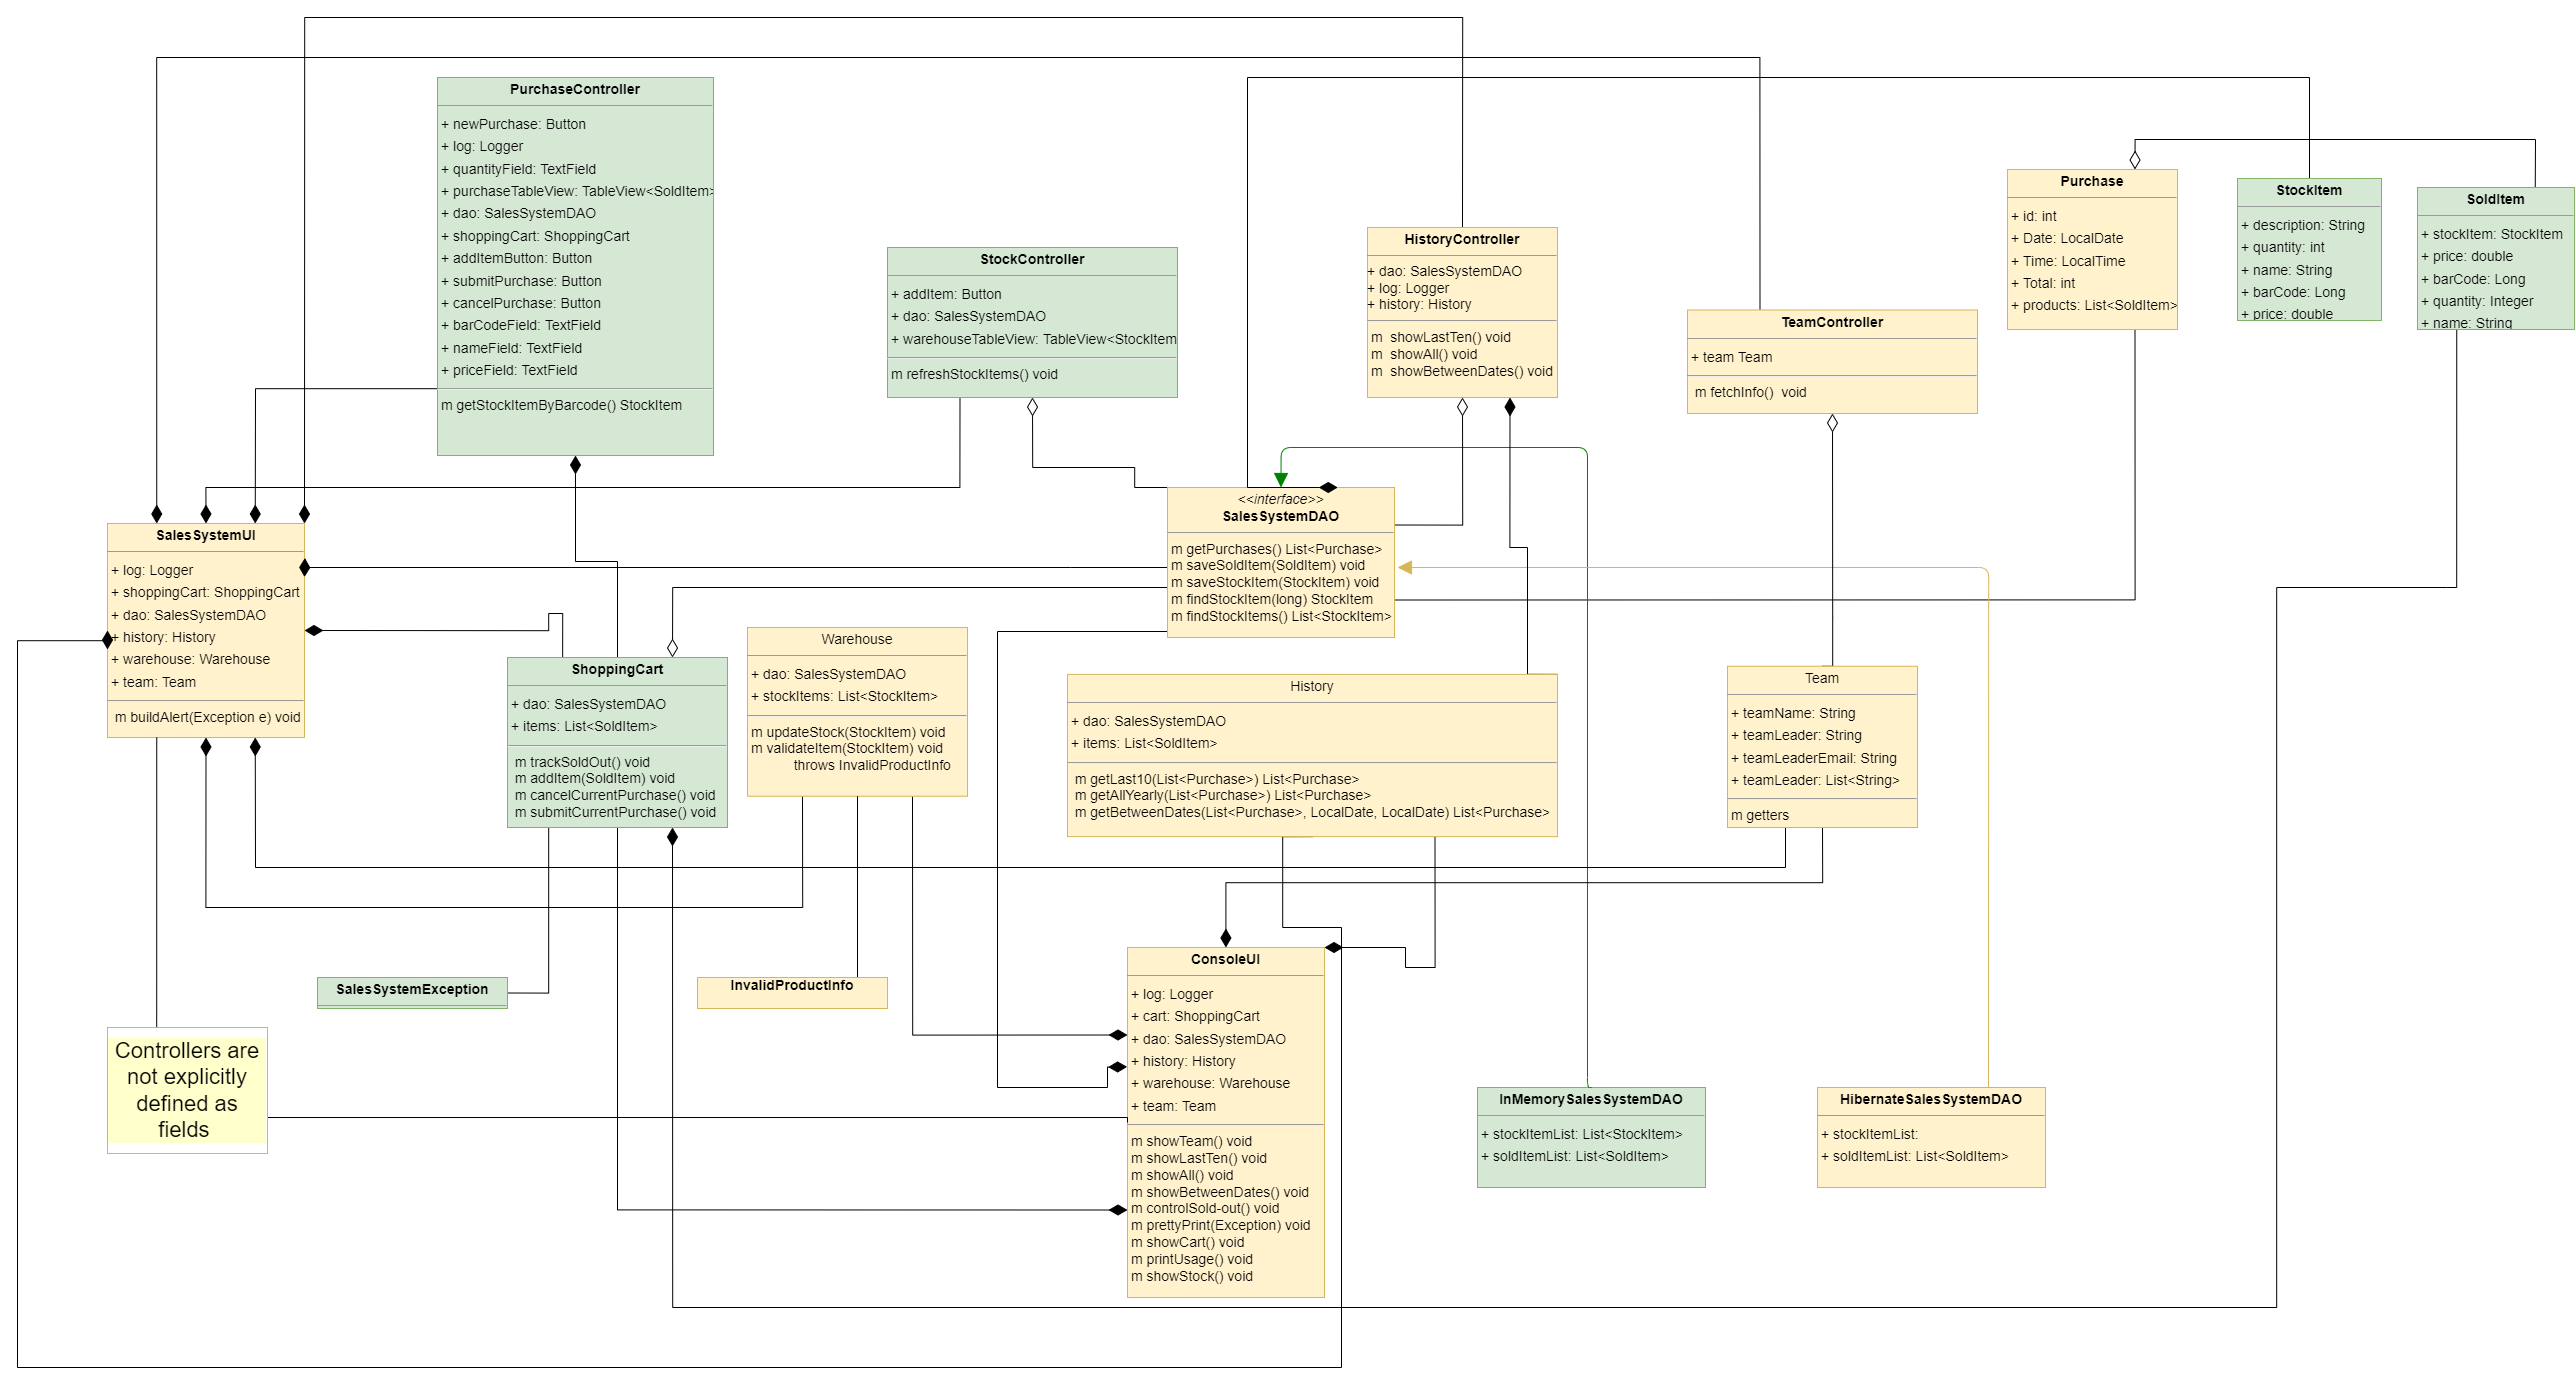 PurchaseController
+ newPurchase: Button
+ log: Logger
+ quantityField: TextField
+ purchaseTableView: TableView<SoldItem>
+ dao: SalesSystemDAO
+ shoppingCart: ShoppingCart
+ addItemButton: Button
+ submitPurchase: Button
+ cancelPurchase: Button
+ barCodeField: TextField
+ nameField: TextField
+ priceField: TextField
m getStockItemByBarcode() StockItem
StockController
+ addItem: Button
+ dao: SalesSystemDAO
+ warehouseTableView: TableView<StockItem
m refreshStockItems() void
HistoryController
+ dao: SalesSystemDAO
+ log: Logger
+ history: History
m showLastTen() void
m showAll() void
m showBetweenDates() void
TeamController
+ team Team
m fetchInfo() void
Purchase
+ id: int
+ Date: LocalDate
+ Time: LocalTime
+ Total: int
+ products: List<SoldItem>
StockItem
+ description: String
+ quantity: int
+ name: String
+ barCode: Long
+ price: double
SoldItem
+ stockItem: StockItem
+ price: double
+ barCode: Long
+ quantity: Integer
+ name: String
SalesSystemUI
+ log: Logger
+ shoppingCart: ShoppingCart
+ dao: SalesSystemDAO
+ history: History
+ warehouse: Warehouse
+ team: Team
m buildAlert(Exception e) void
<<interface>>
SalesSystemDAO
m getPurchases() List<Purchase>
m saveSoldItem(SoldItem) void
m saveStockItem(StockItem) void
m findStockItem(long) StockItem
m findStockItems() List<StockItem>
ShoppingCart
+ dao: SalesSystemDAO
+ items: List<SoldItem>
m trackSoldOut() void
m addItem(SoldItem) void
m cancelCurrentPurchase() void
m submitCurrentPurchase() void
Warehouse
+ dao: SalesSystemDAO
+ stockItems: List<StockItem>
m updateStock(StockItem) void
m validateItem(StockItem) void
throws InvalidProductInfo
History
+ dao: SalesSystemDAO
+ items: List<SoldItem>
m getLast10(List<Purchase>) List<Purchase>
m getAllYearly(List<Purchase>) List<Purchase>
m getBetweenDates(List<Purchase>, LocalDate, LocalDate) List<Purchase>
Team
+ teamName: String
+ teamLeader: String
+ teamLeaderEmail: String
+ teamLeader: List<String>
m getters
SalesSystemException
InvalidProductInfo
Controllers are
not explicitly
defined as
fields
ConsoleUI
+ log: Logger
+ cart: ShoppingCart
+ dao: SalesSystemDAO
+ history: History
+ warehouse: Warehouse
+ team: Team
m showTeam() void
m showLastTen() void
m showAll() void
m showBetweenDates() void
m controlSold-out() void
m prettyPrint(Exception) void
m showCart() void
m printUsage() void
m showStock() void
InMemorySalesSystemDAO
+ stockItemList: List<StockItem>
+ soldItemList: List<SoldItem>
HibernateSalesSystemDAO
+ stockItemList:
+ soldItemList: List<SoldItem>